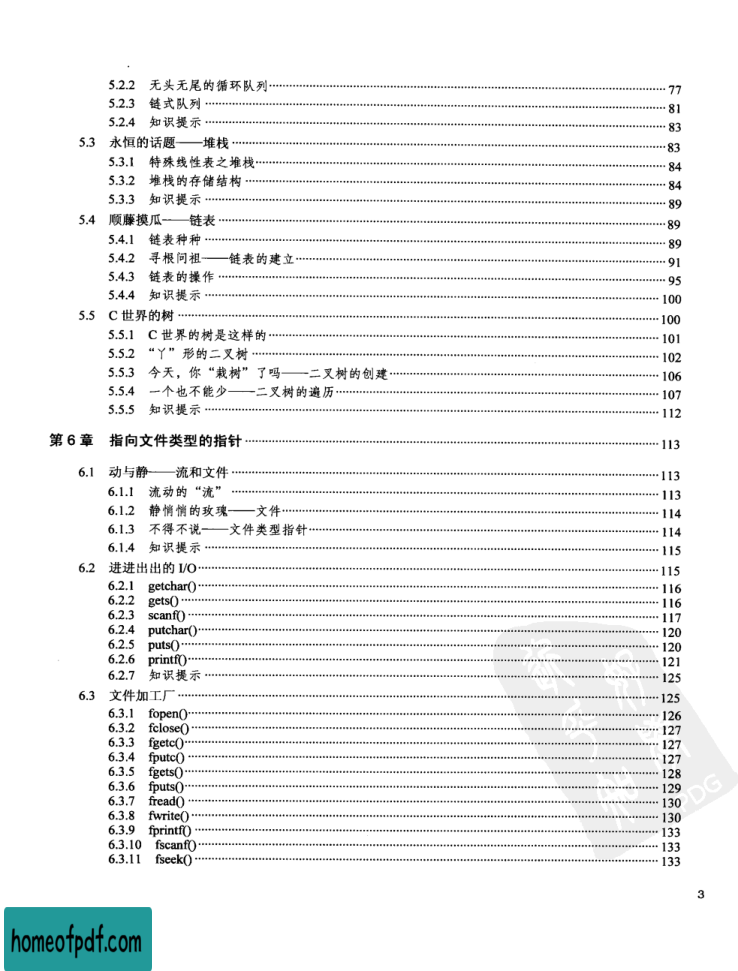 5.2.2 无头无尾的循环队列 77
5.2.3 链式队列 81
5.2.4 知识提示 83
5.3 永恒的话题——堆栈 83
5.3.1 特殊线性表之堆栈 84
5.3.2 堆栈的存储结构 84
5.3.3 知识提示 89
5.4 顺藤摸瓜——链表 89
5.4.1 链表种种 89
5.4.2 寻根问祖——链表的建立 91
5.4.3 链表的操作 95
5.4.4 知识提示 100
5.5 C 世界的树 100
5.5.1 C 世界的树是这样的 101
5.5.2 “丫”形的二叉树 102
5.5.3 今天，你“栽树”了吗——二叉树的创建 106
5.5.4 一个也不能少——二叉树的遍历 107
5.5.5 知识提示 112
第 6 章 指向文件类型的指针 113
6.1 动与静——流和文件 113
6.1.1 流动的“流” 113
6.1.2 静悄悄的玫瑰——文件 114
6.1.3 不得不说——文件类型指针 114
6.1.4 知识提示 115
6.2 进进出出的 I/O 115
6.2.1 getchar() 116
6.2.2 gets() 116
6.2.3 scanf() 117
6.2.4 putchar() 120
6.2.5 puts() 120
6.2.6 printf() 121
6.2.7 知识提示 125
6.3 文件加工厂 125
6.3.1 fopen() 126
6.3.2 fclose() 127
6.3.3 fgetc() 127
6.3.4 fputc() 127
6.3.5 fgets() 128
6.3.6 fputs() 129
6.3.7 fread() 130
6.3.8 fwrite() 130
6.3.9 fprintf() 133
6.3.10 fscanf() 133
6.3.11 fseek() 133
PDG
3
homeofpdf.com